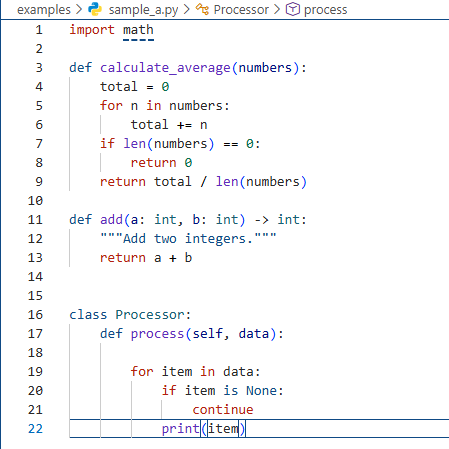 examples > sample_a.py > Processor > process
1 import math
2
3 def calculate_average(numbers):
4     total = 0
5     for n in numbers:
6         total += n
7     if len(numbers) == 0:
8         return 0
9     return total / len(numbers)
10
11 def add(a: int, b: int) -> int:
12     """Add two integers."""
13     return a + b
14
15
16 class Processor:
17     def process(self, data):
18
19         for item in data:
20             if item is None:
21                 continue
22             print(item)